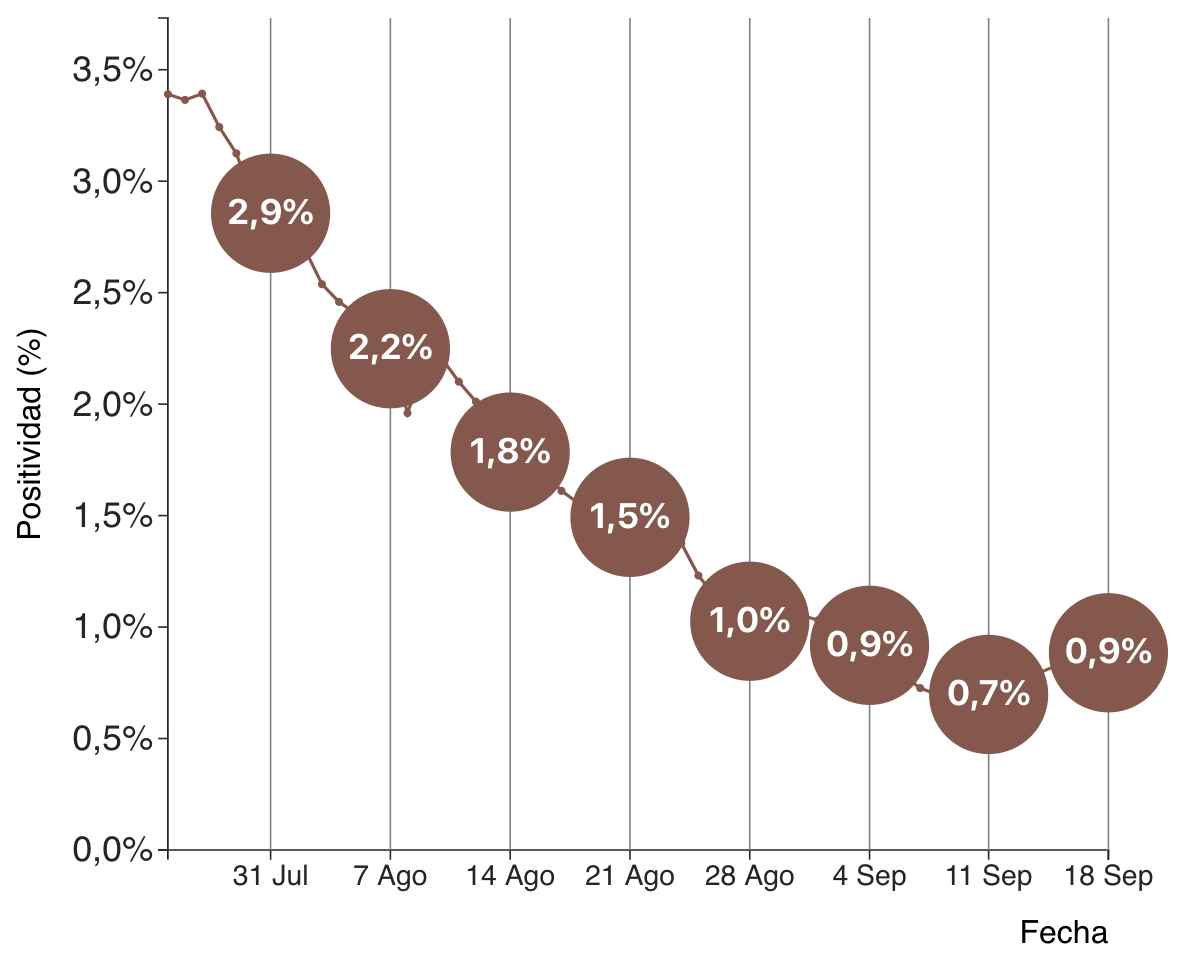 3,5%
3,0%
2,5%
2,0%
1,5%
1,0%
0,5%
0,0%
Positividad (%)
2,9%
2,2%
1,8%
1,5%
1,0%
0,9%
0,7%
0,9%
31 Jul
7 Ago
14 Ago
21 Ago
28 Ago
4 Sep
11 Sep
18 Sep
Fecha